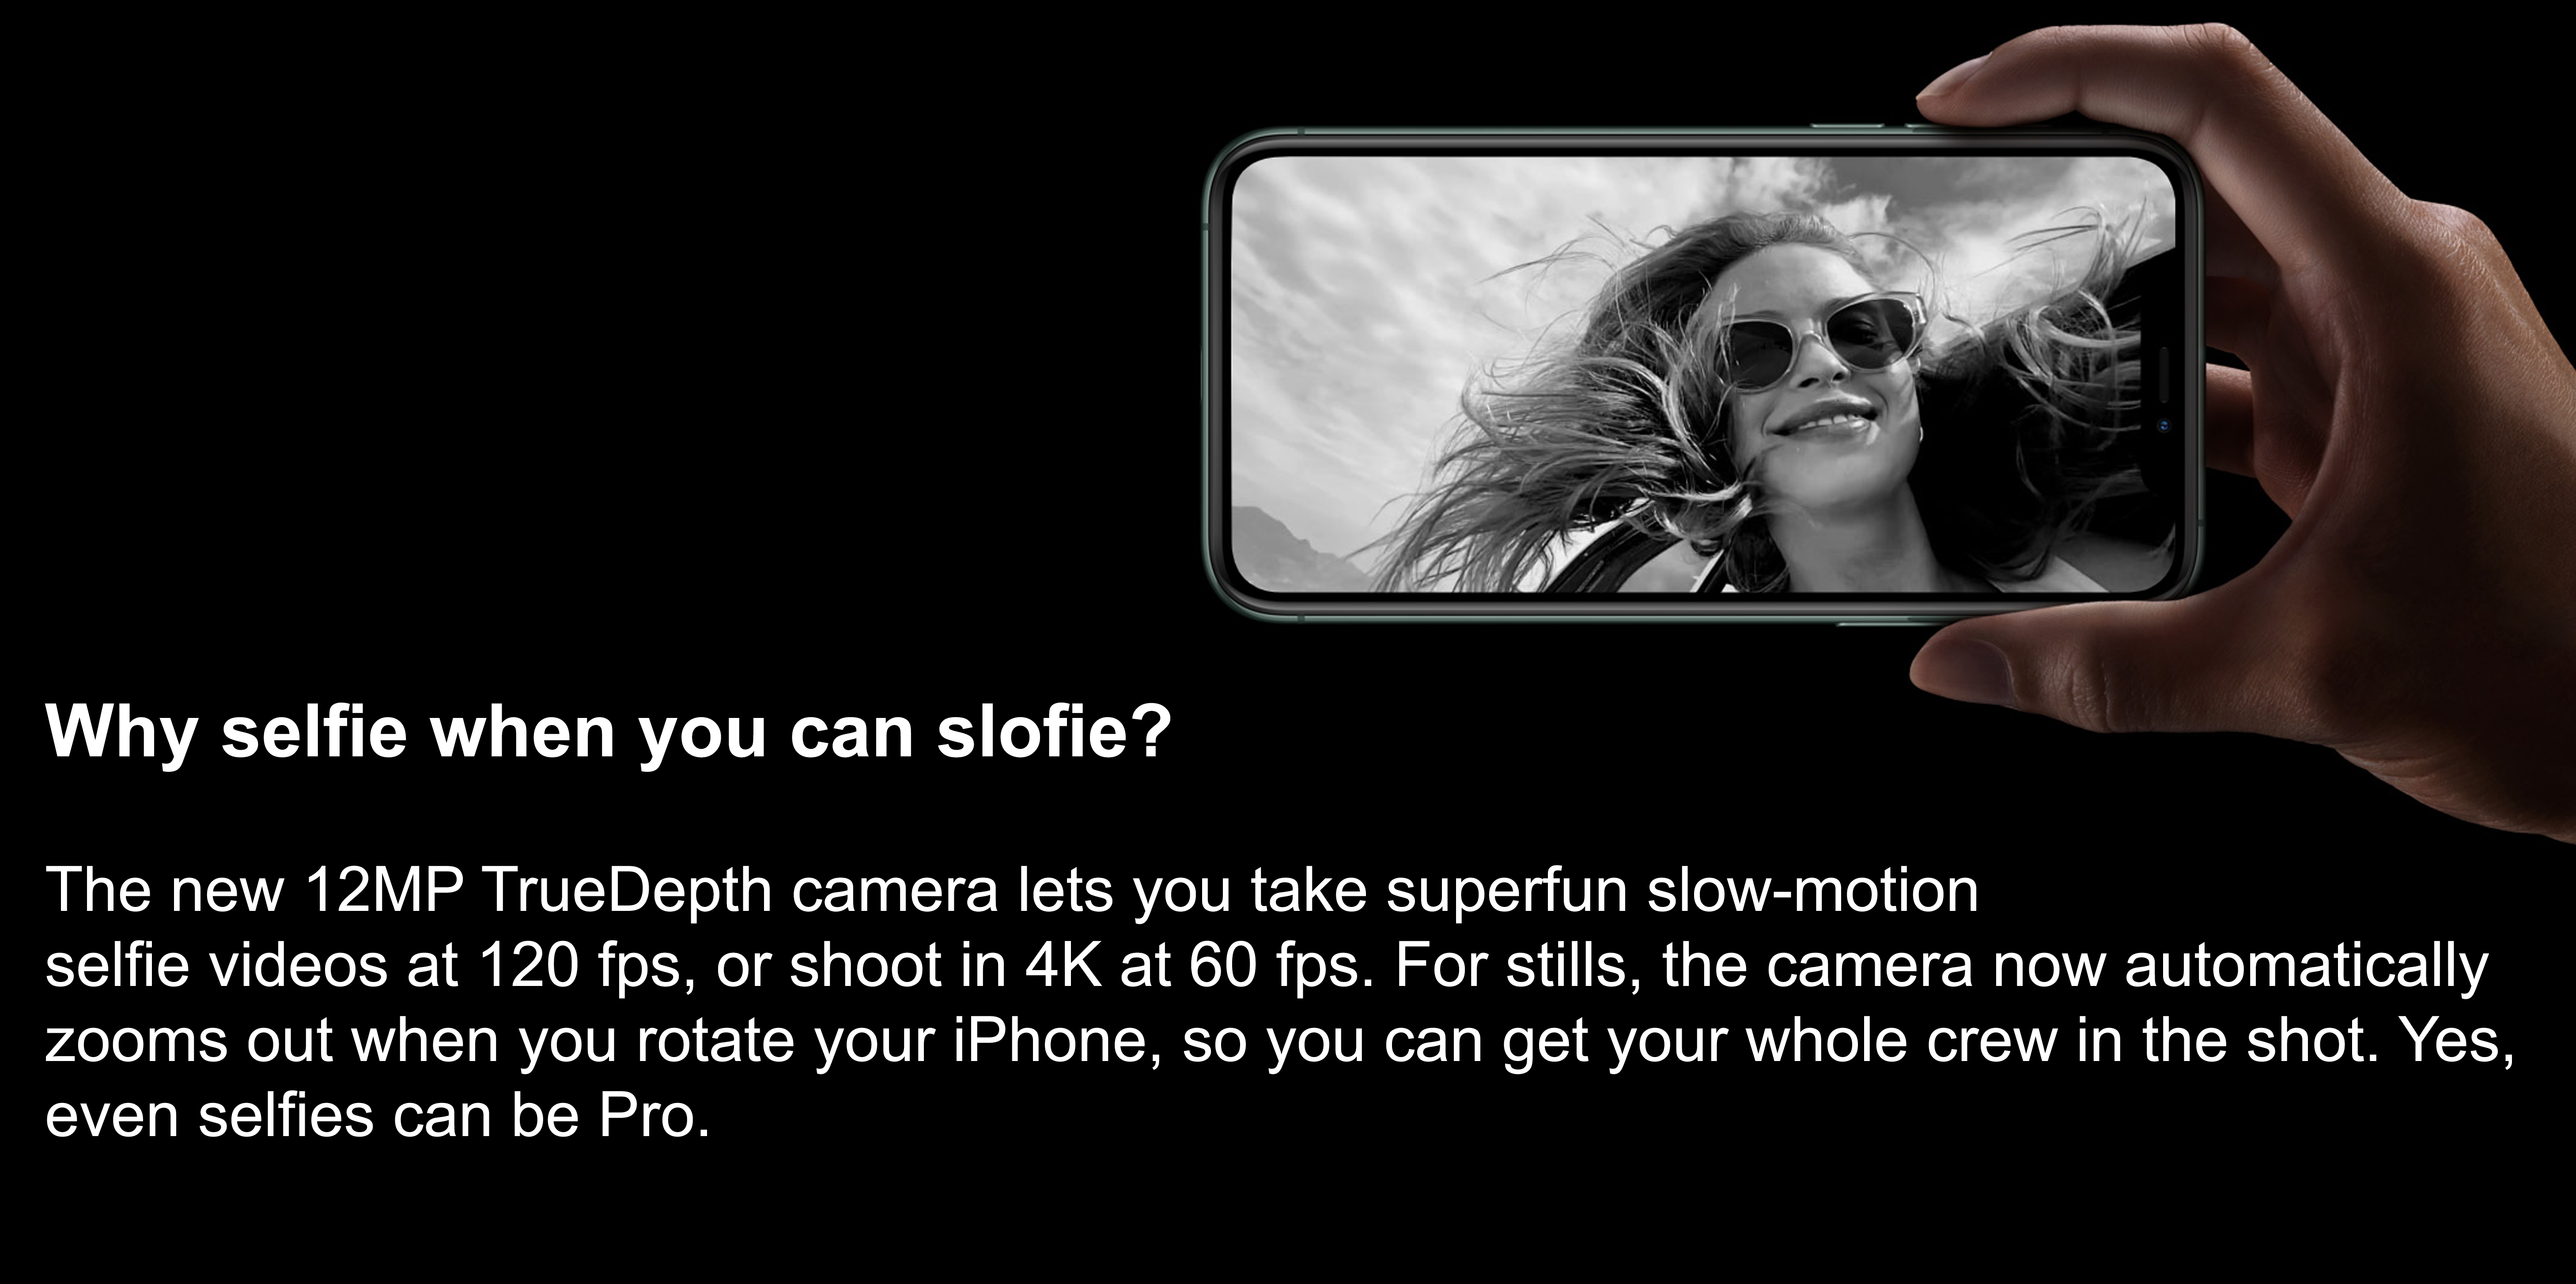 Why selfie when you can slofie?
The new 12MP TrueDepth camera lets you take superfun slow-motion
selfie videos at 120 fps, or shoot in 4K at 60 fps. For stills, the camera now automatically
zooms out when you rotate your iPhone, so you can get your whole crew in the shot. Yes,
even selfies can be Pro.